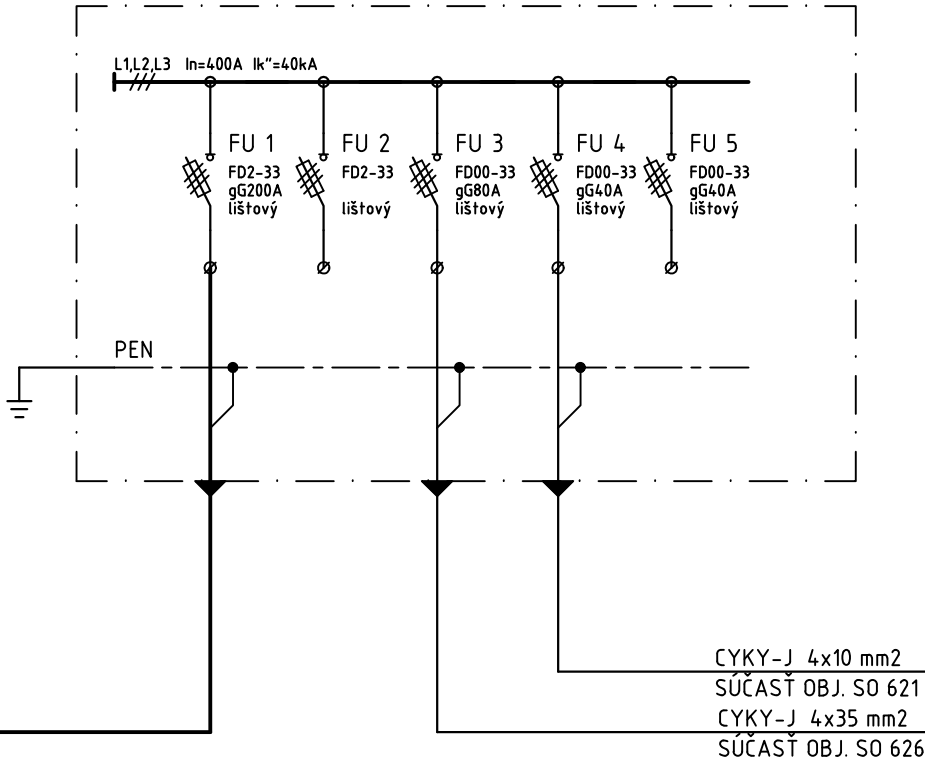 L1,L2,L3 In=400A Ik"=40kA
FU 1
FD2-33
gG200A
lištový
FU 2
FD2-33
lištový
FU 3
FD00-33
gG80A
lištový
FU 4
FD00-33
gG40A
lištový
FU 5
FD00-33
gG40A
lištový
PEN
CYKY-J 4x10 mm2
SÚČASŤ OBJ. SO 621
CYKY-J 4x35 mm2
SÚČASŤ OBJ. SO 626